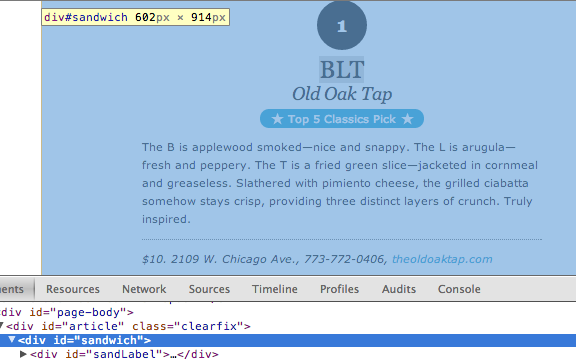 div#sandwich 602px × 914px
1
BLT
Old Oak Tap
★ Top 5 Classics Pick ★
The B is applewood smoked—nice and snappy. The L is arugula—
fresh and peppery. The T is a fried green slice—jacketed in cornmeal
and greaseless. Slathered with pimiento cheese, the grilled ciabatta
somehow stays crisp, providing three distinct layers of crunch. Truly
inspired.
$10. 2109 W. Chicago Ave., 773-772-0406, theoldoaktap.com
ents Resources Network Sources Timeline Profiles Audits Console
div id="page-body">
▼<div id="article" class="clearfix">
▼<div id="sandwich">
▶<div id="sandLabel">…</div>